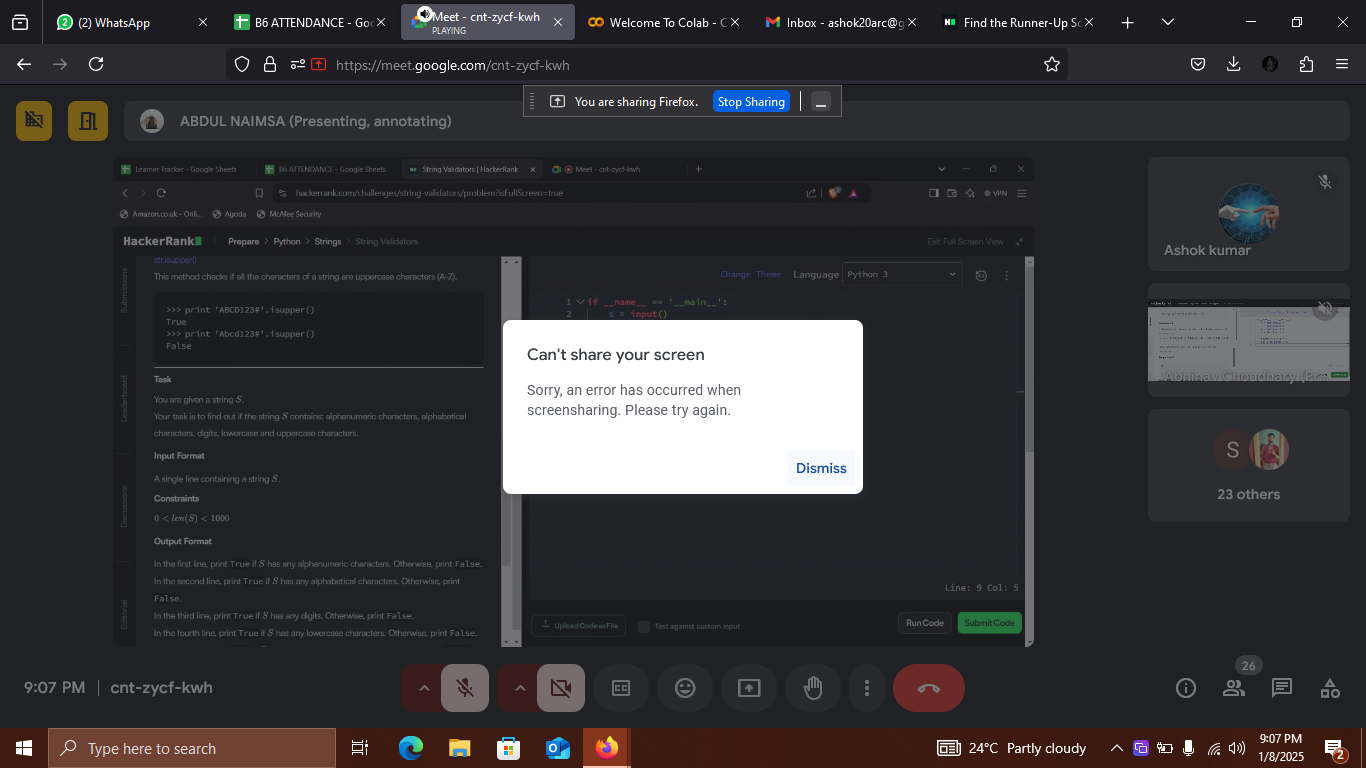 (2) WhatsApp
B6 ATTENDANCE - Goo
Meet - cnt-zycf-kwh
PLAYING
Welcome To Colab - C
Inbox - ashok20arc@g
Find the Runner-Up Sc
https://meet.google.com/cnt-zycf-kwh
You are sharing Firefox.
Stop Sharing
ABDUL NAIMSA (Presenting, annotating)
Learner Tracker - Google Sheets
B6 ATTENDANCE - Google Sheets
String Validators | HackerRank
Meet - cnt-zycf-kwh
hackerrank.com/challenges/string-validators/problem?isFullScreen=true
VPN
Amazon.co.uk - Onli...
Agoda
McAfee Security
HackerRank
Prepare > Python > Strings > String Validators
Exit Full Screen View
Submissions
Leaderboard
Discussions
Editorial
str.isupper()
This method checks if all the characters of a string are uppercase characters (A-Z).
>>> print 'ABCD123#'.isupper()
True
>>> print 'Abcd123#'.isupper()
False
Task
You are given a string S.
Your task is to find out if the string S contains: alphanumeric characters, alphabetical
characters, digits, lowercase and uppercase characters.
Input Format
A single line containing a string S.
Constraints
0 < len(S) < 1000
Output Format
In the first line, print True if S has any alphanumeric characters. Otherwise, print False.
In the second line, print True if S has any alphabetical characters. Otherwise, print
False.
In the third line, print True if S has any digits. Otherwise, print False.
In the fourth line, print True if S has any lowercase characters. Otherwise, print False.
Change Theme
Language
Python 3
1 if __name__ == '__main__':
2 s = input()
Line: 9 Col: 5
Upload Code as File
Test against custom input
Run Code
Submit Code
Can't share your screen
Sorry, an error has occurred when
screensharing. Please try again.
Dismiss
Ashok kumar
Abhinav Choudhary (Pr
S
23 others
9:07 PM | cnt-zycf-kwh
26
Type here to search
24°C Partly cloudy
9:07 PM
1/8/2025
2